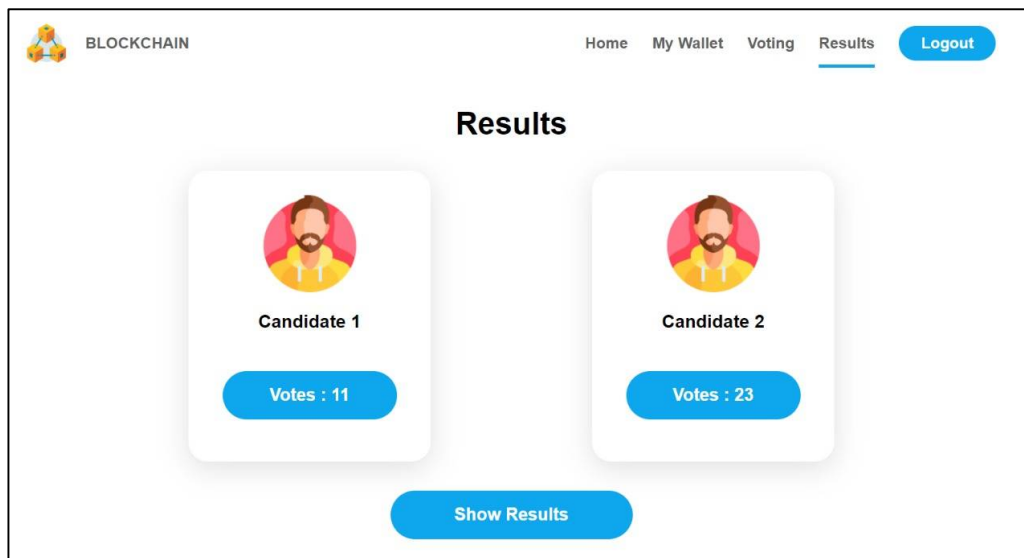 BLOCKCHAIN Home My Wallet Voting Results Logout
Results
Candidate 1 Candidate 2
Votes : 11 Votes : 23
Show Results